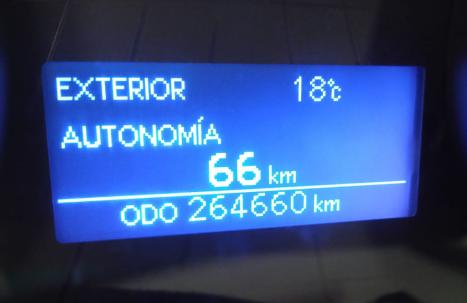 EXTERIOR 18°c
AUTONOMÍA
66 km
ODO 264660 km